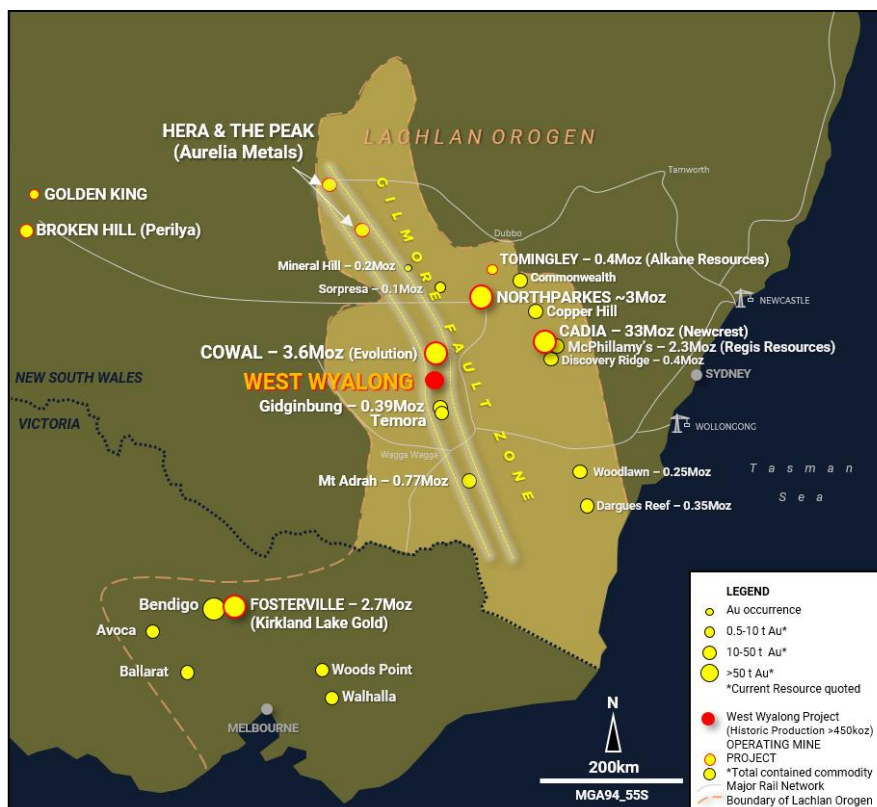 HERA & THE PEAK
(Aurelia Metals)
LACHLAN OROGEN
Tamworth
GOLDEN KING
BROKEN HILL (Perilya)
GILMORE FAULT ZONE
Dubbo
Mineral Hill – 0.2Moz
TOMINGLEY – 0.4Moz (Alkane Resources)
Commonwealth
Sorpresa – 0.1Moz
NORTHPARKES ~3Moz
NEWCASTLE
Copper Hill
CADIA – 33Moz (Newcrest)
COWAL – 3.6Moz (Evolution)
McPhillamy's – 2.3Moz (Regis Resources)
Discovery Ridge – 0.4Moz
NEW SOUTH WALES
WEST WYALONG
SYDNEY
VICTORIA
Gidginbung – 0.39Moz
Temora
WOLLONGONG
Wagga Wagga
Mt Adrah – 0.77Moz
Woodlawn – 0.25Moz
Tasman
Sea
Dargues Reef – 0.35Moz
Bendigo
FOSTERVILLE – 2.7Moz
(Kirkland Lake Gold)
Avoca
Ballarat
Woods Point
Walhalla
MELBOURNE
N
200km
MGA94_55S
LEGEND
Au occurrence
0.5-10 t Au*
10-50 t Au*
>50 t Au*
*Current Resource quoted
West Wyalong Project
(Historic Production >450koz)
OPERATING MINE
PROJECT
*Total contained commodity
Major Rail Network
Boundary of Lachlan Orogen